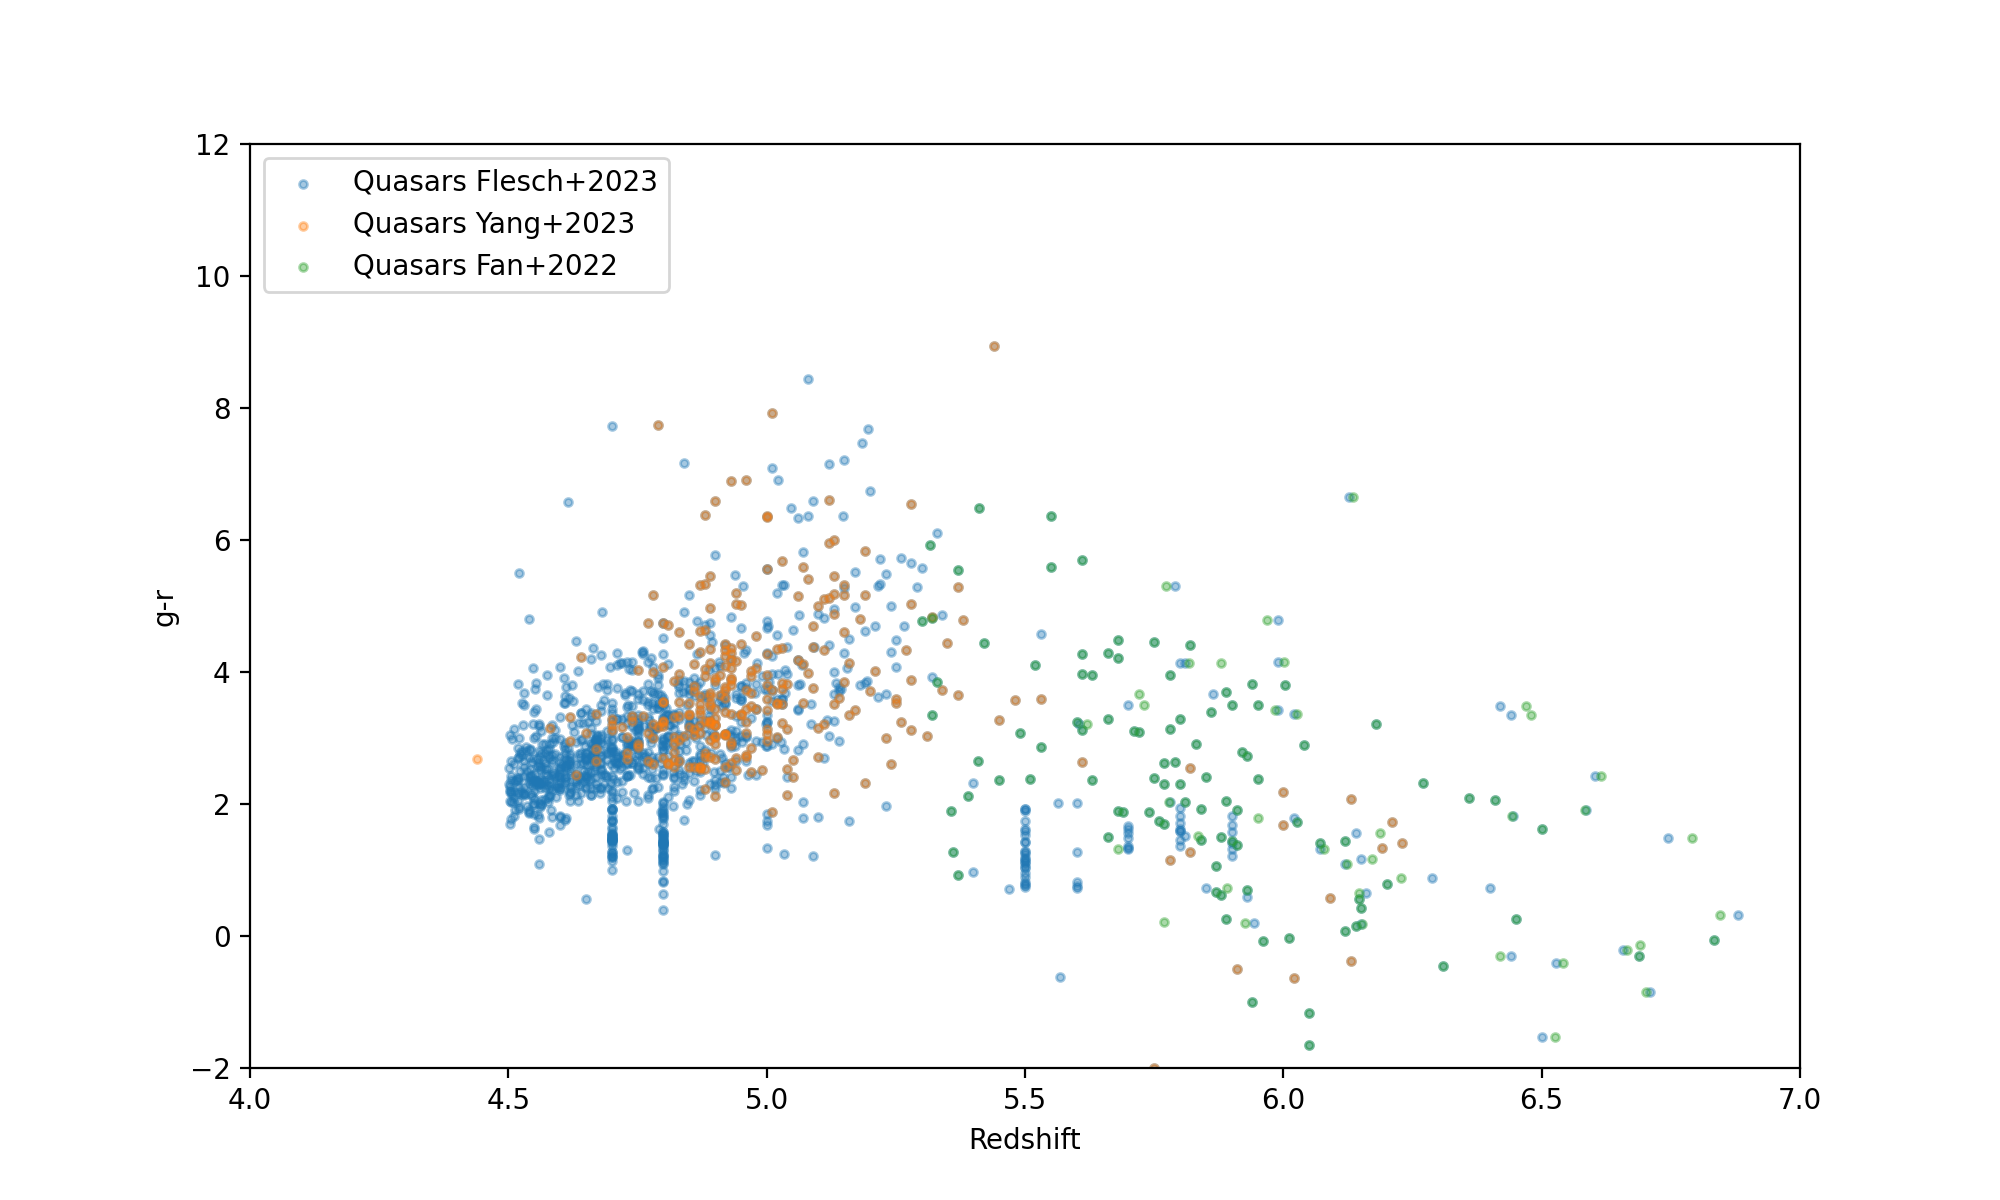 12
10
8
6
4
2
0
−2
g-r
Quasars Flesch+2023
Quasars Yang+2023
Quasars Fan+2022
4.0 4.5 5.0 5.5 6.0 6.5 7.0
Redshift